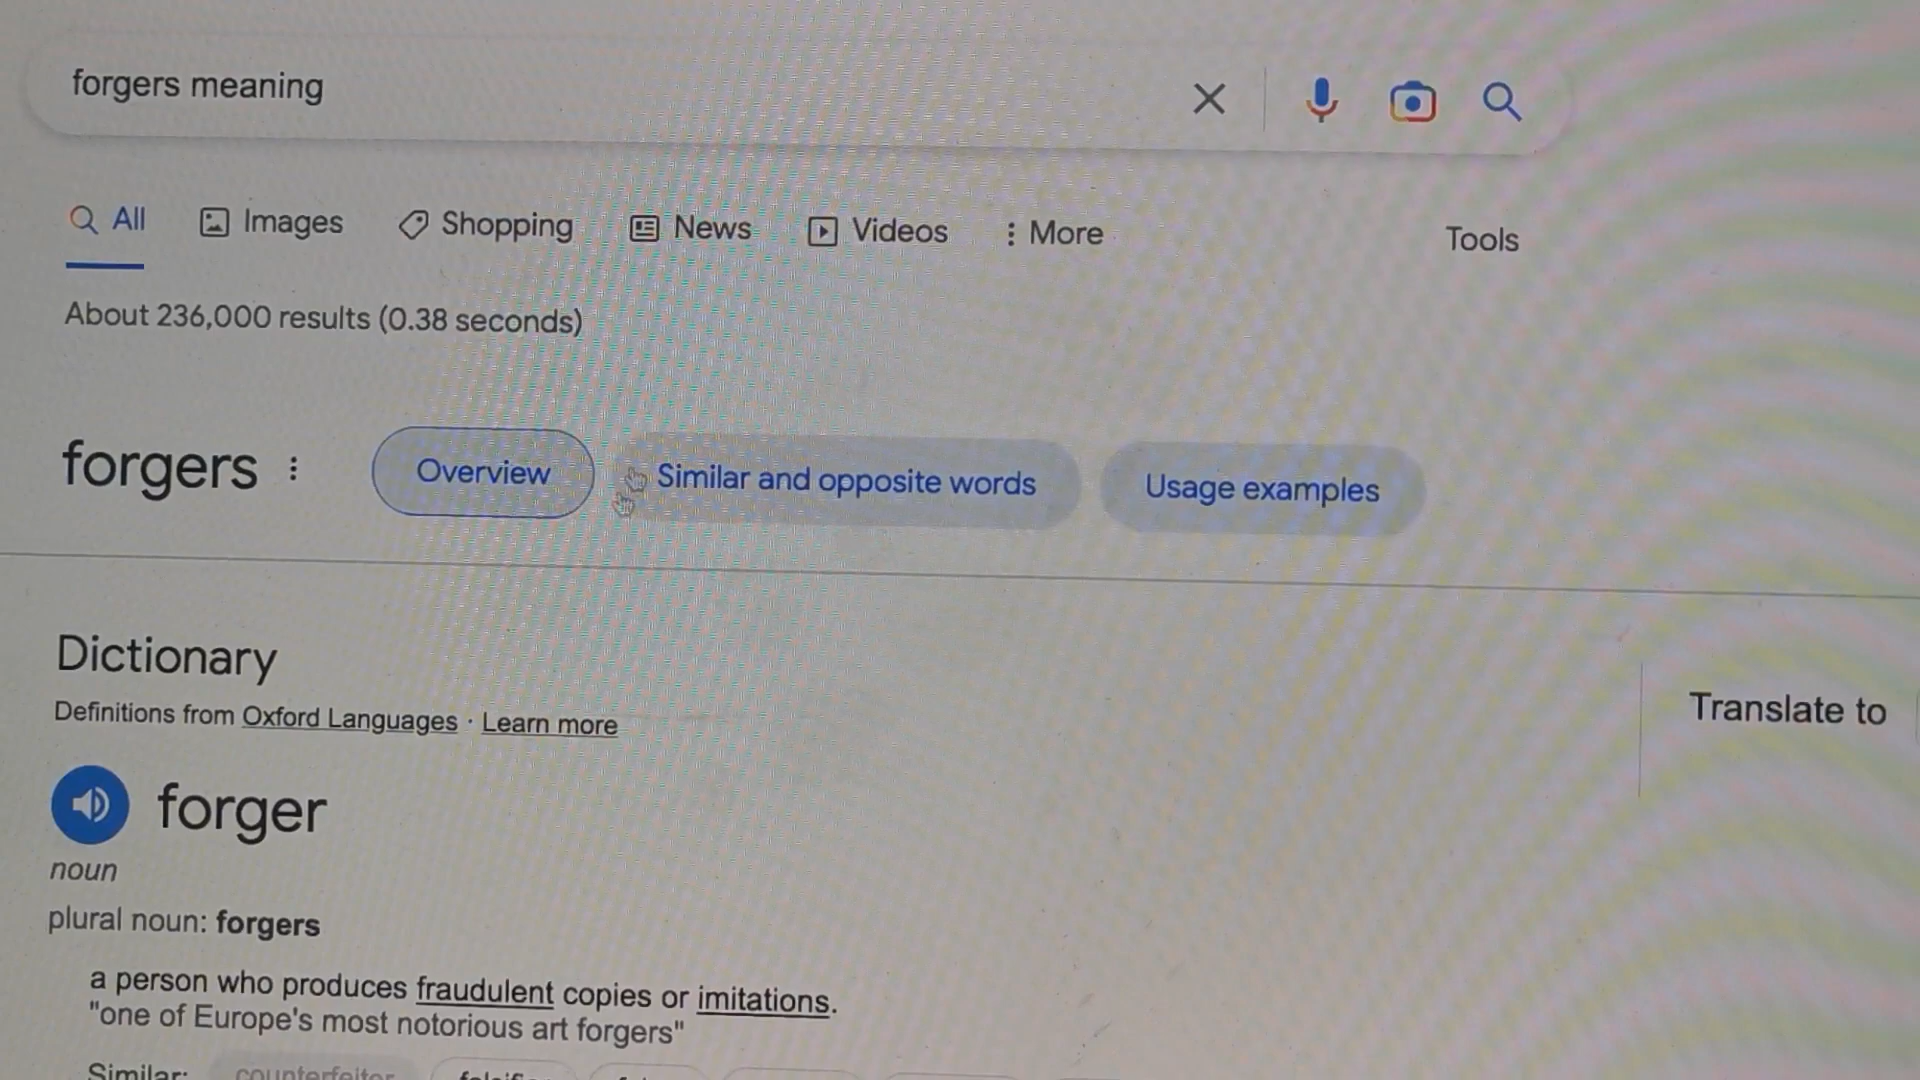 forgers meaning
All Images Shopping News Videos More Tools
About 236,000 results (0.38 seconds)
forgers Overview Similar and opposite words Usage examples
Dictionary
Definitions from Oxford Languages · Learn more
Translate to
forger
noun
plural noun: forgers
a person who produces fraudulent copies or imitations.
"one of Europe's most notorious art forgers"
Similar: counterfeiter